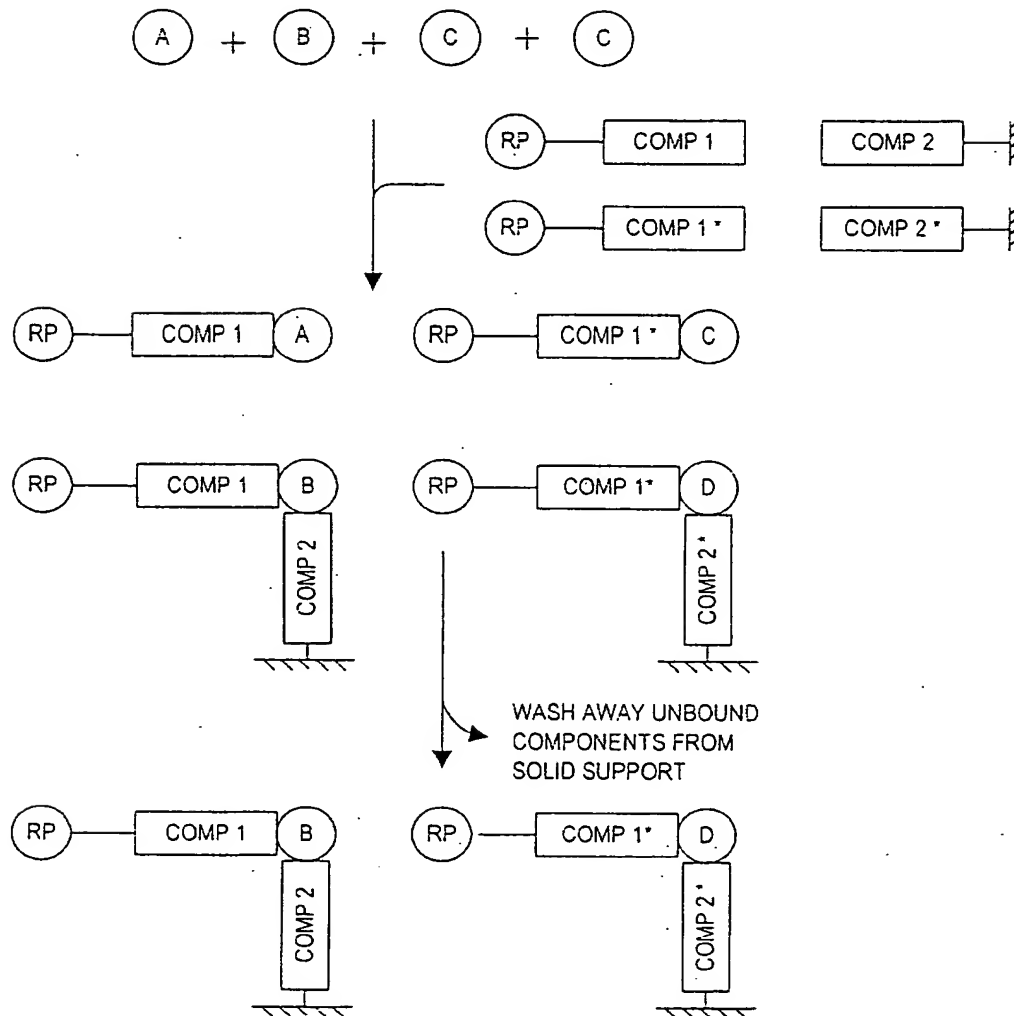 A + B + C + C
RP COMP 1 COMP 2
RP COMP 1* COMP 2*
RP COMP 1 A RP COMP 1* C
RP COMP 1 B RP COMP 1* D
COMP 2 COMP 2*
WASH AWAY UNBOUND
COMPONENTS FROM
SOLID SUPPORT
RP COMP 1 B RP COMP 1* D
COMP 2 COMP 2*